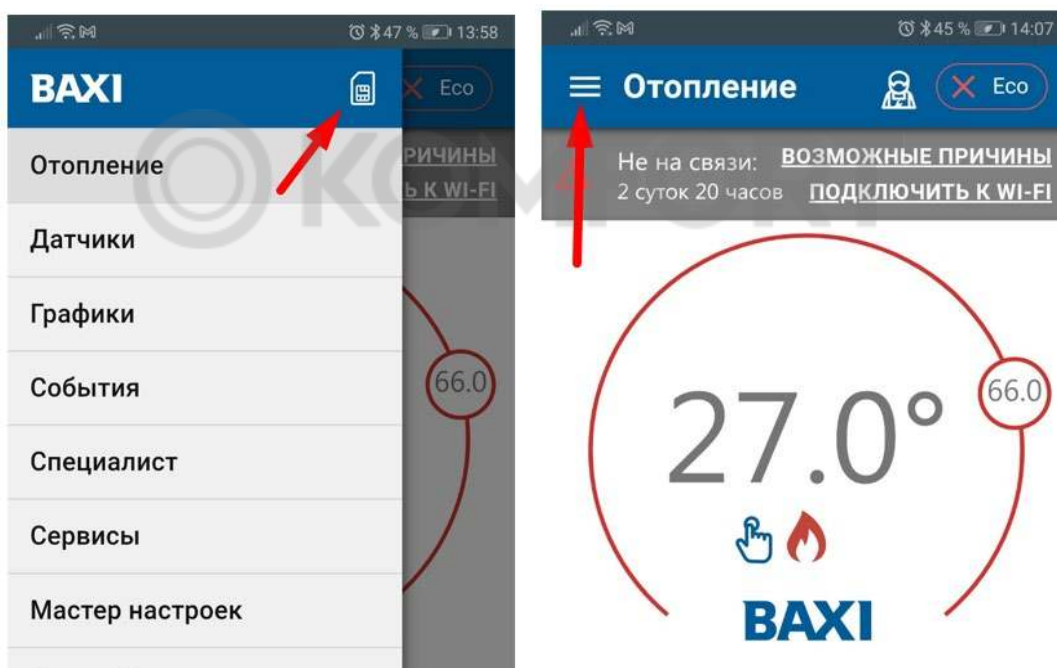 47 % 13:58
BAXI
Eco
Отопление
РИЧИНЫ
Ь К WI-FI
Датчики
Графики
События
66.0
Специалист
Сервисы
Мастер настроек
45 % 14:07
Отопление
Eco
Не на связи: ВОЗМОЖНЫЕ ПРИЧИНЫ
2 суток 20 часов ПОДКЛЮЧИТЬ К WI-FI
66.0
27.0°
BAXI